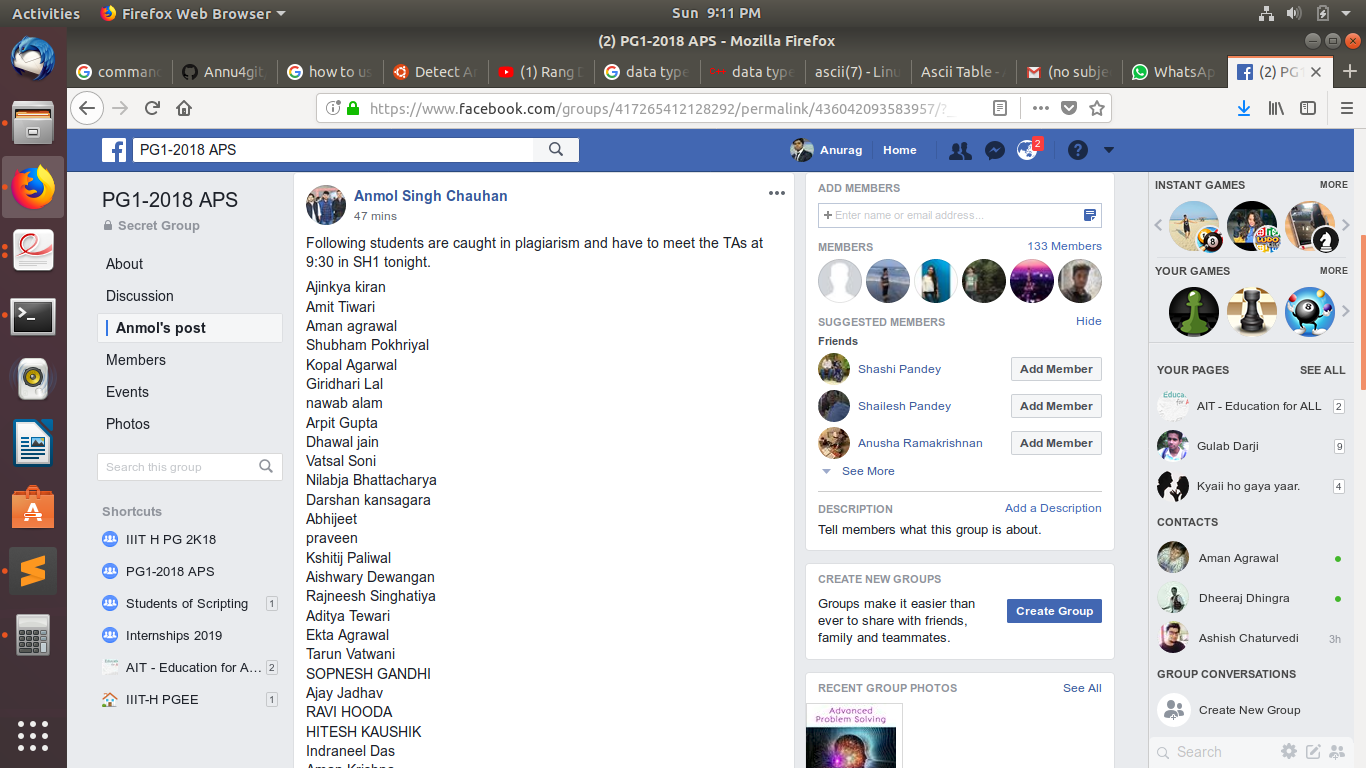 Activities
Firefox Web Browser
Sun 9:11 PM
(2) PG1-2018 APS - Mozilla Firefox
comman
Annu4git
how to us
Detect A
(1) Rang D
data type
data type
ascii(7) - Linu
Ascii Table -
(no subje
WhatsAp
(2) PG1
https://www.facebook.com/groups/417265412128292/permalink/436042093583957/?_
PG1-2018 APS
Anurag
Home
2
PG1-2018 APS
Secret Group
About
Discussion
Anmol's post
Members
Events
Photos
Search this group
Shortcuts
IIIT H PG 2K18
PG1-2018 APS
Students of Scripting 1
Internships 2019
AIT - Education for A... 2
IIIT-H PGEE 1
Anmol Singh Chauhan
47 mins
Following students are caught in plagiarism and have to meet the TAs at
9:30 in SH1 tonight.
Ajinkya kiran
Amit Tiwari
Aman agrawal
Shubham Pokhriyal
Kopal Agarwal
Giridhari Lal
nawab alam
Arpit Gupta
Dhawal jain
Vatsal Soni
Nilabja Bhattacharya
Darshan kansagara
Abhijeet
praveen
Kshitij Paliwal
Aishwary Dewangan
Rajneesh Singhatiya
Aditya Tewari
Ekta Agrawal
Tarun Vatwani
SOPNESH GANDHI
Ajay Jadhav
RAVI HOODA
HITESH KAUSHIK
Indraneel Das
Aman Krishna
ADD MEMBERS
+ Enter name or email address...
MEMBERS
133 Members
SUGGESTED MEMBERS
Hide
Friends
Shashi Pandey
Add Member
Shailesh Pandey
Add Member
Anusha Ramakrishnan
Add Member
See More
DESCRIPTION
Add a Description
Tell members what this group is about.
CREATE NEW GROUPS
Groups make it easier than
ever to share with friends,
family and teammates.
Create Group
RECENT GROUP PHOTOS
See All
Advanced
Problem Solving
INSTANT GAMES
MORE
8
LUDO
14
YOUR GAMES
MORE
8
YOUR PAGES
SEE ALL
AIT - Education for ALL 2
Gulab Darji 9
Kyaii ho gaya yaar. 4
CONTACTS
Aman Agrawal
Dheeraj Dhingra
Ashish Chaturvedi 3h
GROUP CONVERSATIONS
Create New Group
Search